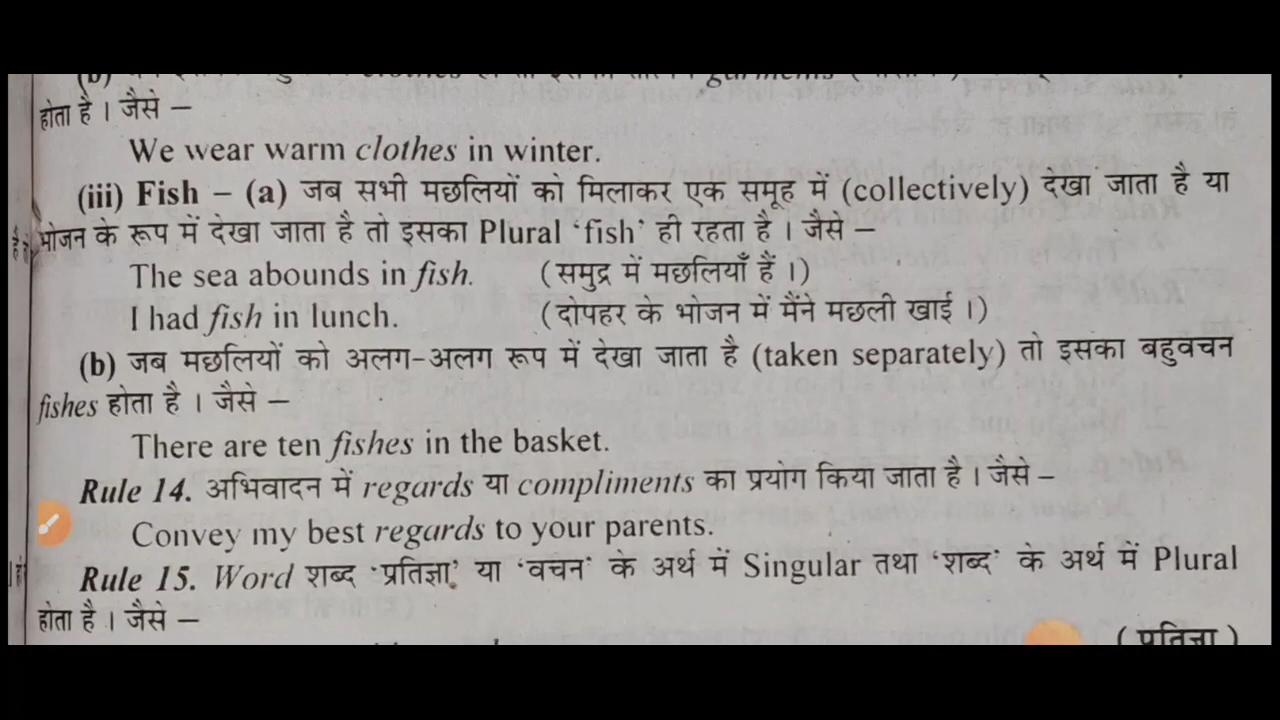 होता है । जैसे –
We wear warm clothes in winter.
(iii) Fish – (a) जब सभी मछलियों को मिलाकर एक समूह में (collectively) देखा जाता है या
भोजन के रूप में देखा जाता है तो इसका Plural ‘fish’ ही रहता है । जैसे –
The sea abounds in fish. (समुद्र में मछलियाँ हैं ।)
I had fish in lunch. (दोपहर के भोजन में मैंने मछली खाई ।)
(b) जब मछलियों को अलग-अलग रूप में देखा जाता है (taken separately) तो इसका बहुवचन
fishes होता है । जैसे –
There are ten fishes in the basket.
Rule 14. अभिवादन में regards या compliments का प्रयोग किया जाता है । जैसे –
Convey my best regards to your parents.
Rule 15. Word शब्द ‘प्रतिज्ञा’ या ‘वचन’ के अर्थ में Singular तथा ‘शब्द’ के अर्थ में Plural
होता है । जैसे –
(प्रतिज्ञा)